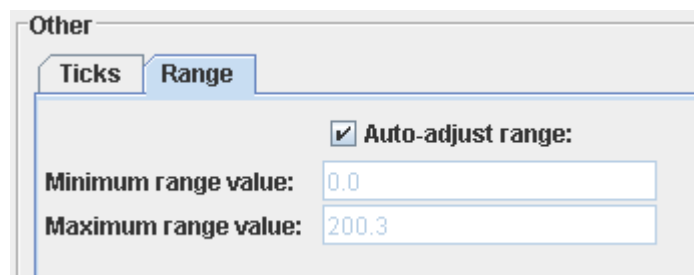 Other
Ticks Range
Auto-adjust range:
Minimum range value: 0.0
Maximum range value: 200.3